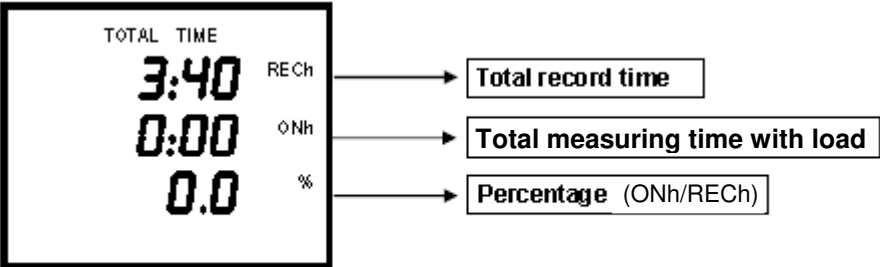 TOTAL TIME
3:40 RECh Total record time
0:00 ONh Total measuring time with load
0.0 % Percentage (ONh/RECh)